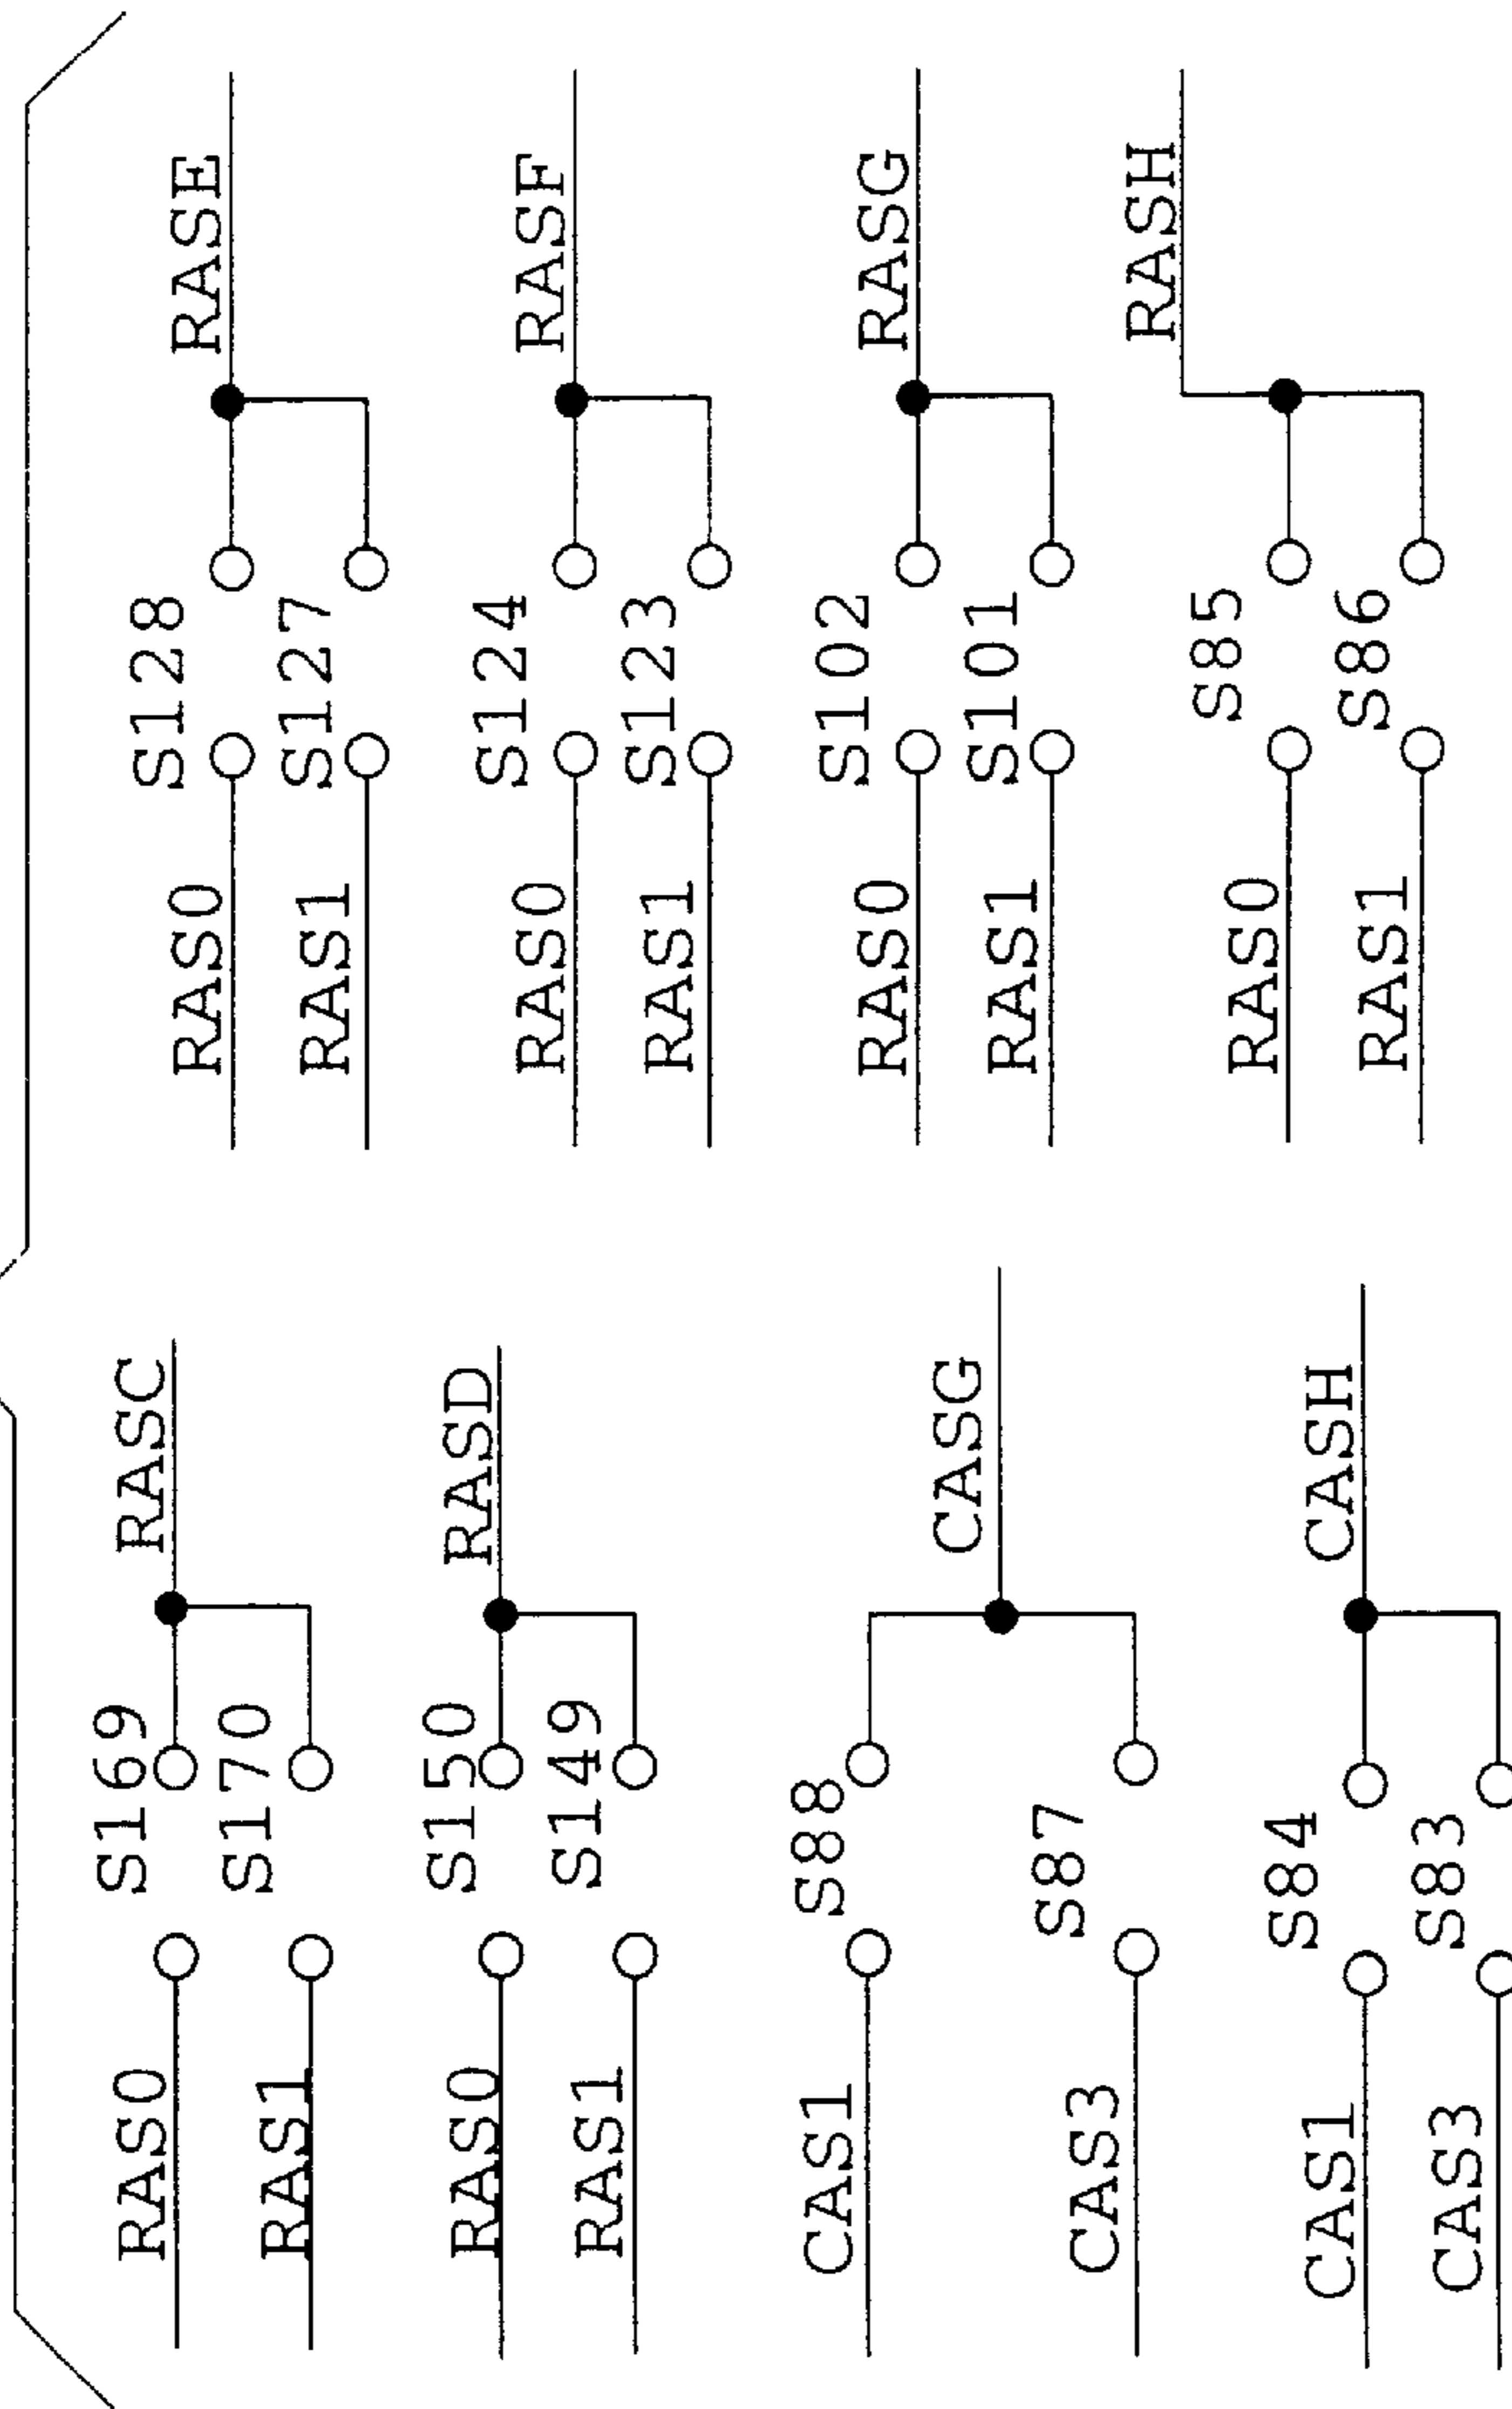 RAS0 S169 RASC
RAS1 S170
RAS0 S150 RASD
RAS1 S149
CAS1 S88
CASG
CAS3 S87
CAS1 S84 CASH
CAS3 S83
RAS0 S128 RASE
RAS1 S127
RAS0 S124 RASF
RAS1 S123
RAS0 S102 RASG
RAS1 S101
RASH
RAS0 S85
RAS1 S86